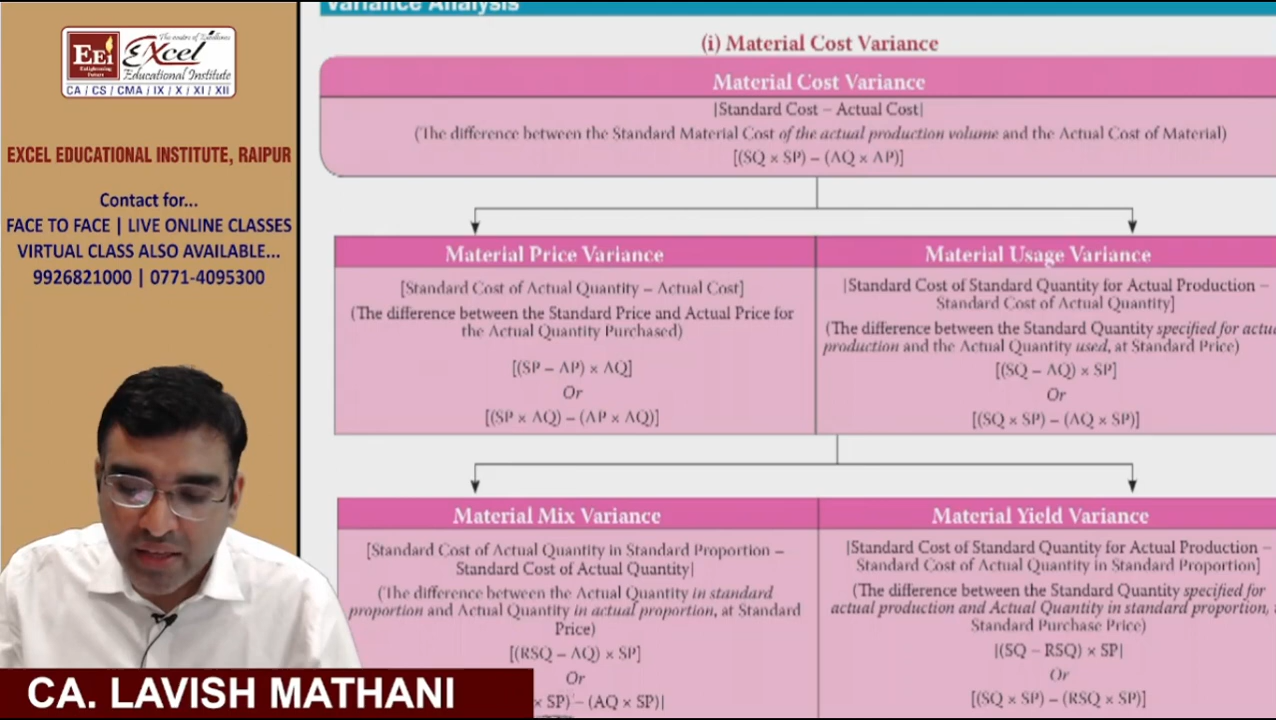 EEi
Enlightening Future
The centre of Excellence
Excel
Educational Institute
CA / CS / CMA / IX / X / XI / XII
EXCEL EDUCATIONAL INSTITUTE, RAIPUR
Contact for...
FACE TO FACE | LIVE ONLINE CLASSES
VIRTUAL CLASS ALSO AVAILABLE...
9926821000 | 0771-4095300
CA. LAVISH MATHANI
Variance Analysis
(i) Material Cost Variance
Material Cost Variance
[Standard Cost – Actual Cost]
(The difference between the Standard Material Cost of the actual production volume and the Actual Cost of Material)
[(SQ × SP) – (AQ × AP)]
Material Price Variance
[Standard Cost of Actual Quantity – Actual Cost]
(The difference between the Standard Price and Actual Price for
the Actual Quantity Purchased)
[(SP – AP) × AQ]
Or
[(SP × AQ) – (AP × AQ)]
Material Usage Variance
[Standard Cost of Standard Quantity for Actual Production –
Standard Cost of Actual Quantity]
(The difference between the Standard Quantity specified for actu
production and the Actual Quantity used, at Standard Price)
[(SQ – AQ) × SP]
Or
[(SQ × SP) – (AQ × SP)]
Material Mix Variance
[Standard Cost of Actual Quantity in Standard Proportion –
Standard Cost of Actual Quantity]
(The difference between the Actual Quantity in standard
proportion and Actual Quantity in actual proportion, at Standard
Price)
[(RSQ – AQ) × SP]
Or
× SP) – (AQ × SP)]
Material Yield Variance
[Standard Cost of Standard Quantity for Actual Production –
Standard Cost of Actual Quantity in Standard Proportion]
(The difference between the Standard Quantity specified for
actual production and Actual Quantity in standard proportion,
Standard Purchase Price)
[(SQ – RSQ) × SP]
Or
[(SQ × SP) – (RSQ × SP)]